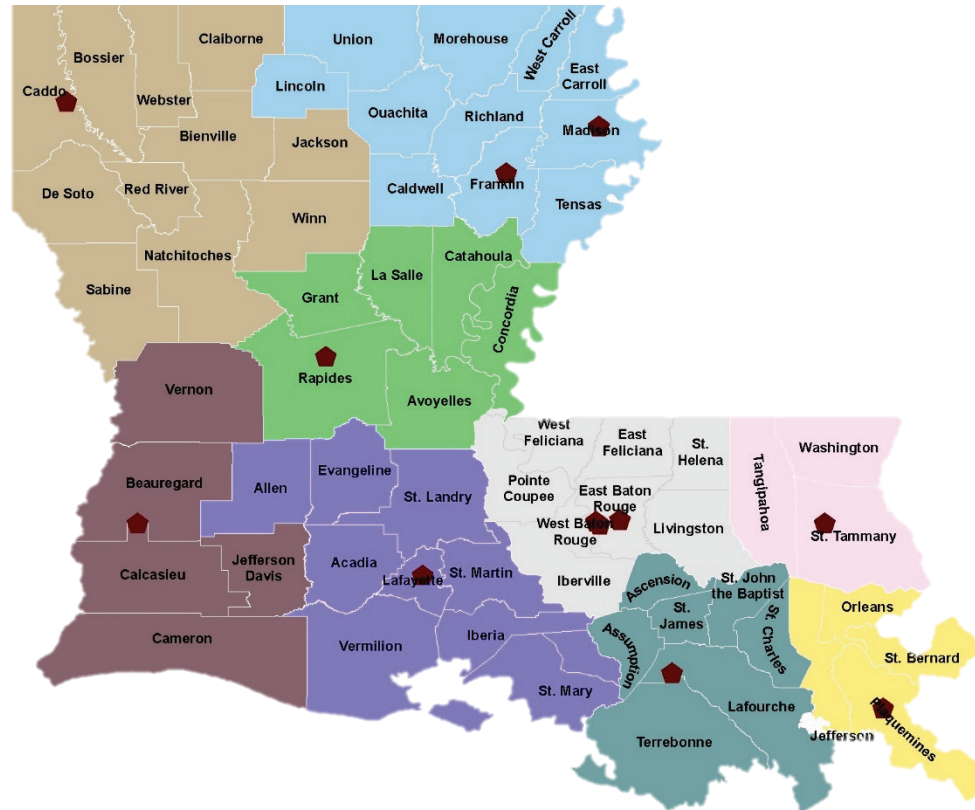 Claiborne
Union
Morehouse
West Carroll
Bossier
East
Carroll
Caddo
Webster
Lincoln
Ouachita
Richland
Madison
Bienville
Jackson
De Soto
Red River
Caldwell
Franklin
Tensas
Winn
Natchitoches
Catahoula
La Salle
Sabine
Grant
Concordia
Rapides
Vernon
Avoyelles
West
Feliciana
East
Feliciana
St.
Helena
Tangipahoa
Washington
Evangeline
Pointe
Coupee
Beauregard
Allen
St. Landry
East Baton
Rouge
West Baton
Rouge
Livingston
St. Tammany
Acadia
Jefferson
Davis
Calcasleu
Lafayette
St. Martin
Iberville
Ascension
St. John
the Baptist
Orleans
St.
James
Cameron
Vermilion
Iberia
Assumption
St. Charles
St. Bernard
St. Mary
Lafourche
Plaquemines
Terrebonne
Jefferson